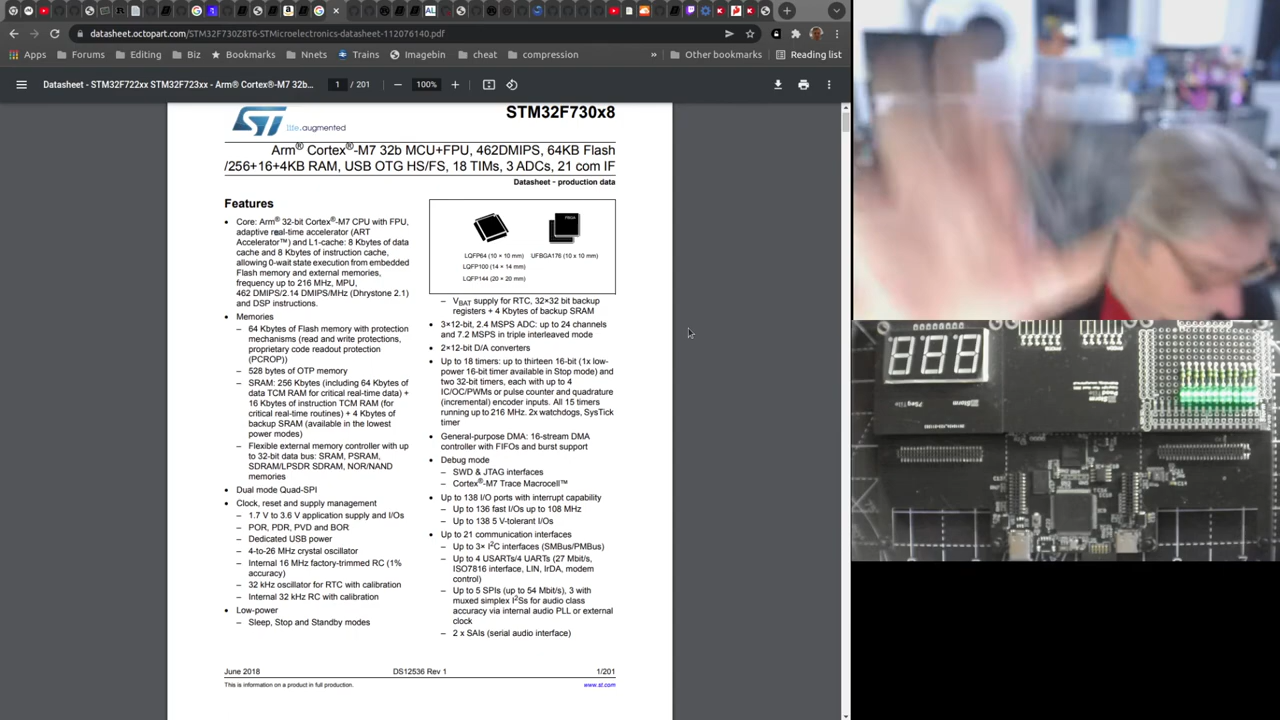 AL
datasheet.octopart.com/STM32F730Z8T6-STMicroelectronics-datasheet-112076140.pdf
Apps Forums Editing Biz Bookmarks Nnets Trains Imagebin cheat compression » Other bookmarks Reading list
Datasheet - STM32F722xx STM32F723xx - Arm® Cortex®-M7 32b... 1 / 201 100%
ST
life.augmented
STM32F730x8
Arm® Cortex®-M7 32b MCU+FPU, 462DMIPS, 64KB Flash
/256+16+4KB RAM, USB OTG HS/FS, 18 TIMs, 3 ADCs, 21 com IF
Datasheet - production data
Features
• Core: Arm® 32-bit Cortex®-M7 CPU with FPU,
adaptive real-time accelerator (ART
Accelerator™) and L1-cache: 8 Kbytes of data
cache and 8 Kbytes of instruction cache,
allowing 0-wait state execution from embedded
Flash memory and external memories,
frequency up to 216 MHz, MPU,
462 DMIPS/2.14 DMIPS/MHz (Dhrystone 2.1)
and DSP instructions.
• Memories
– 64 Kbytes of Flash memory with protection
mechanisms (read and write protections,
proprietary code readout protection
(PCROP))
– 528 bytes of OTP memory
– SRAM: 256 Kbytes (including 64 Kbytes of
data TCM RAM for critical real-time data) +
16 Kbytes of instruction TCM RAM (for
critical real-time routines) + 4 Kbytes of
backup SRAM (available in the lowest
power modes)
– Flexible external memory controller with up
to 32-bit data bus: SRAM, PSRAM,
SDRAM/LPSDR SDRAM, NOR/NAND
memories
• Dual mode Quad-SPI
• Clock, reset and supply management
– 1.7 V to 3.6 V application supply and I/Os
– POR, PDR, PVD and BOR
– Dedicated USB power
– 4-to-26 MHz crystal oscillator
– Internal 16 MHz factory-trimmed RC (1%
accuracy)
– 32 kHz oscillator for RTC with calibration
– Internal 32 kHz RC with calibration
• Low-power
– Sleep, Stop and Standby modes
FBGA
LQFP64 (10 × 10 mm) UFBGA176 (10 x 10 mm)
LQFP100 (14 × 14 mm)
LQFP144 (20 × 20 mm)
– VBAT supply for RTC, 32×32 bit backup
registers + 4 Kbytes of backup SRAM
• 3×12-bit, 2.4 MSPS ADC: up to 24 channels
and 7.2 MSPS in triple interleaved mode
• 2×12-bit D/A converters
• Up to 18 timers: up to thirteen 16-bit (1x low-
power 16-bit timer available in Stop mode) and
two 32-bit timers, each with up to 4
IC/OC/PWMs or pulse counter and quadrature
(incremental) encoder inputs. All 15 timers
running up to 216 MHz. 2x watchdogs, SysTick
timer
• General-purpose DMA: 16-stream DMA
controller with FIFOs and burst support
• Debug mode
– SWD & JTAG interfaces
– Cortex®-M7 Trace Macrocell™
• Up to 138 I/O ports with interrupt capability
– Up to 136 fast I/Os up to 108 MHz
– Up to 138 5 V-tolerant I/Os
• Up to 21 communication interfaces
– Up to 3× I2C interfaces (SMBus/PMBus)
– Up to 4 USARTs/4 UARTs (27 Mbit/s,
ISO7816 interface, LIN, IrDA, modem
control)
– Up to 5 SPIs (up to 54 Mbit/s), 3 with
muxed simplex I2Ss for audio class
accuracy via internal audio PLL or external
clock
– 2 x SAIs (serial audio interface)
June 2018 DS12536 Rev 1 1/201
This is information on a product in full production. www.st.com
888